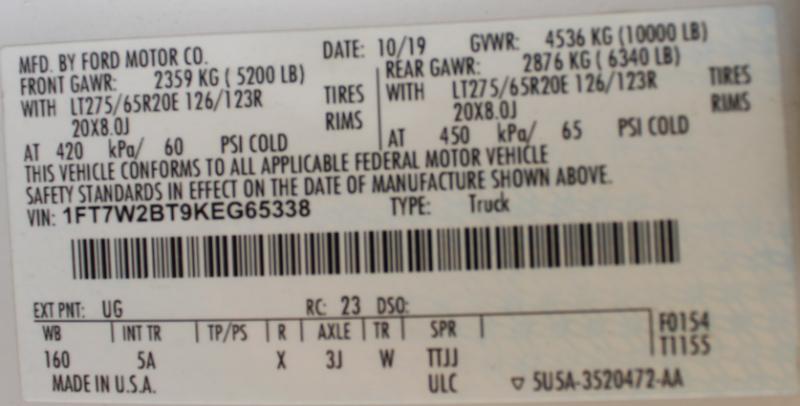 MFD. BY FORD MOTOR CO. DATE: 10/19 GVWR: 4536 KG (10000 LB)
FRONT GAWR: 2359 KG ( 5200 LB) REAR GAWR: 2876 KG ( 6340 LB)
WITH LT275/65R20E 126/123R TIRES WITH LT275/65R20E 126/123R TIRES
20X8.0J RIMS 20X8.0J RIMS
AT 420 kPa/ 60 PSI COLD AT 450 kPa/ 65 PSI COLD
THIS VEHICLE CONFORMS TO ALL APPLICABLE FEDERAL MOTOR VEHICLE
SAFETY STANDARDS IN EFFECT ON THE DATE OF MANUFACTURE SHOWN ABOVE.
VIN: 1FT7W2BT9KEG65338 TYPE: Truck
EXT PNT: UG RC: 23 DSO:
WB INT TR TP/PS R AXLE TR SPR F0154
T1155
160 5A X 3J W TTJJ
MADE IN U.S.A. ULC ▽ 5U5A-3520472-AA